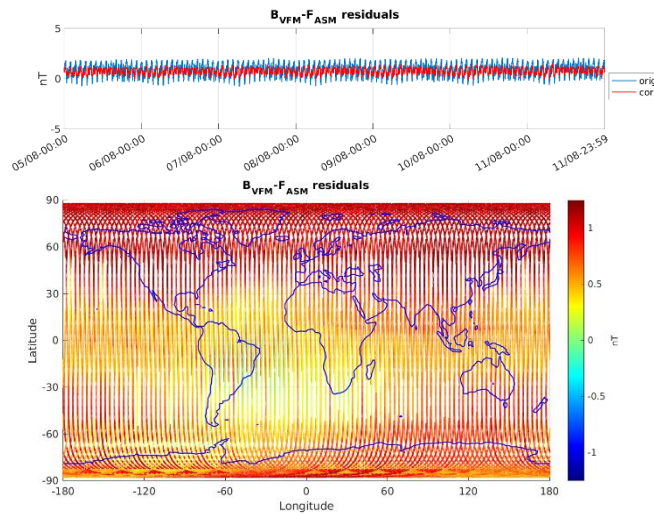 B_VFM-F_ASM residuals
5
0
-5
nT
orig
cor
05/08-00:00 06/08-00:00 07/08-00:00 08/08-00:00 09/08-00:00 10/08-00:00 11/08-00:00 11/08-23:59
B_VFM-F_ASM residuals
90
60
30
0
-30
-60
-90
Latitude
-180 -120 -60 0 60 120 180
Longitude
1
0.5
0
-0.5
-1
nT